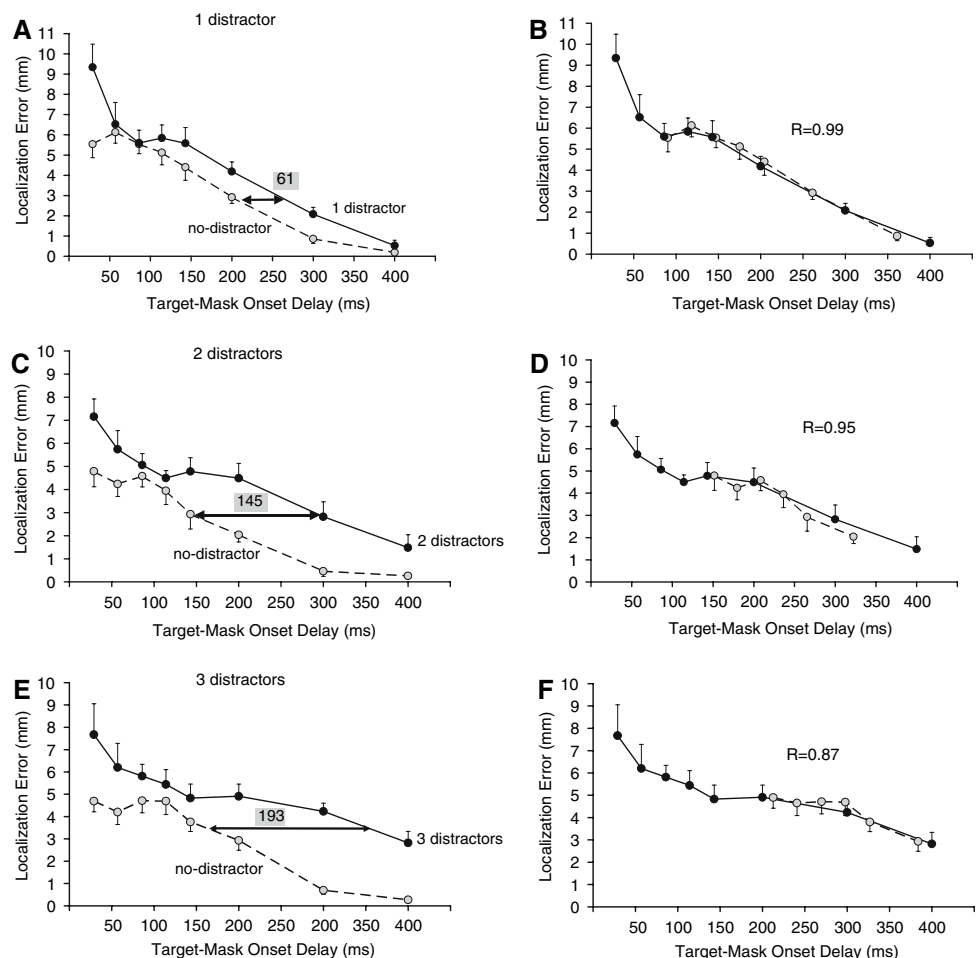 A
1 distractor
Localization Error (mm)
11
10
9
8
7
6
5
4
3
2
1
0
61
1 distractor
no-distractor
50 100 150 200 250 300 350 400
Target-Mask Onset Delay (ms)
B
Localization Error (mm)
11
10
9
8
7
6
5
4
3
2
1
0
R=0.99
50 100 150 200 250 300 350 400
Target-Mask Onset Delay (ms)
C
2 distractors
Localization Error (mm)
10
9
8
7
6
5
4
3
2
1
0
145
no-distractor
2 distractors
50 100 150 200 250 300 350 400
Target-Mask Onset Delay (ms)
D
Localization Error (mm)
10
9
8
7
6
5
4
3
2
1
0
R=0.95
50 100 150 200 250 300 350 400
Target-Mask Onset Delay (ms)
E
3 distractors
Localization Error (mm)
10
9
8
7
6
5
4
3
2
1
0
193
3 distractors
no-distractor
50 100 150 200 250 300 350 400
Target-Mask Onset Delay (ms)
F
Localization Error (mm)
10
9
8
7
6
5
4
3
2
1
0
R=0.87
50 100 150 200 250 300 350 400
Target-Mask Onset Delay (ms)